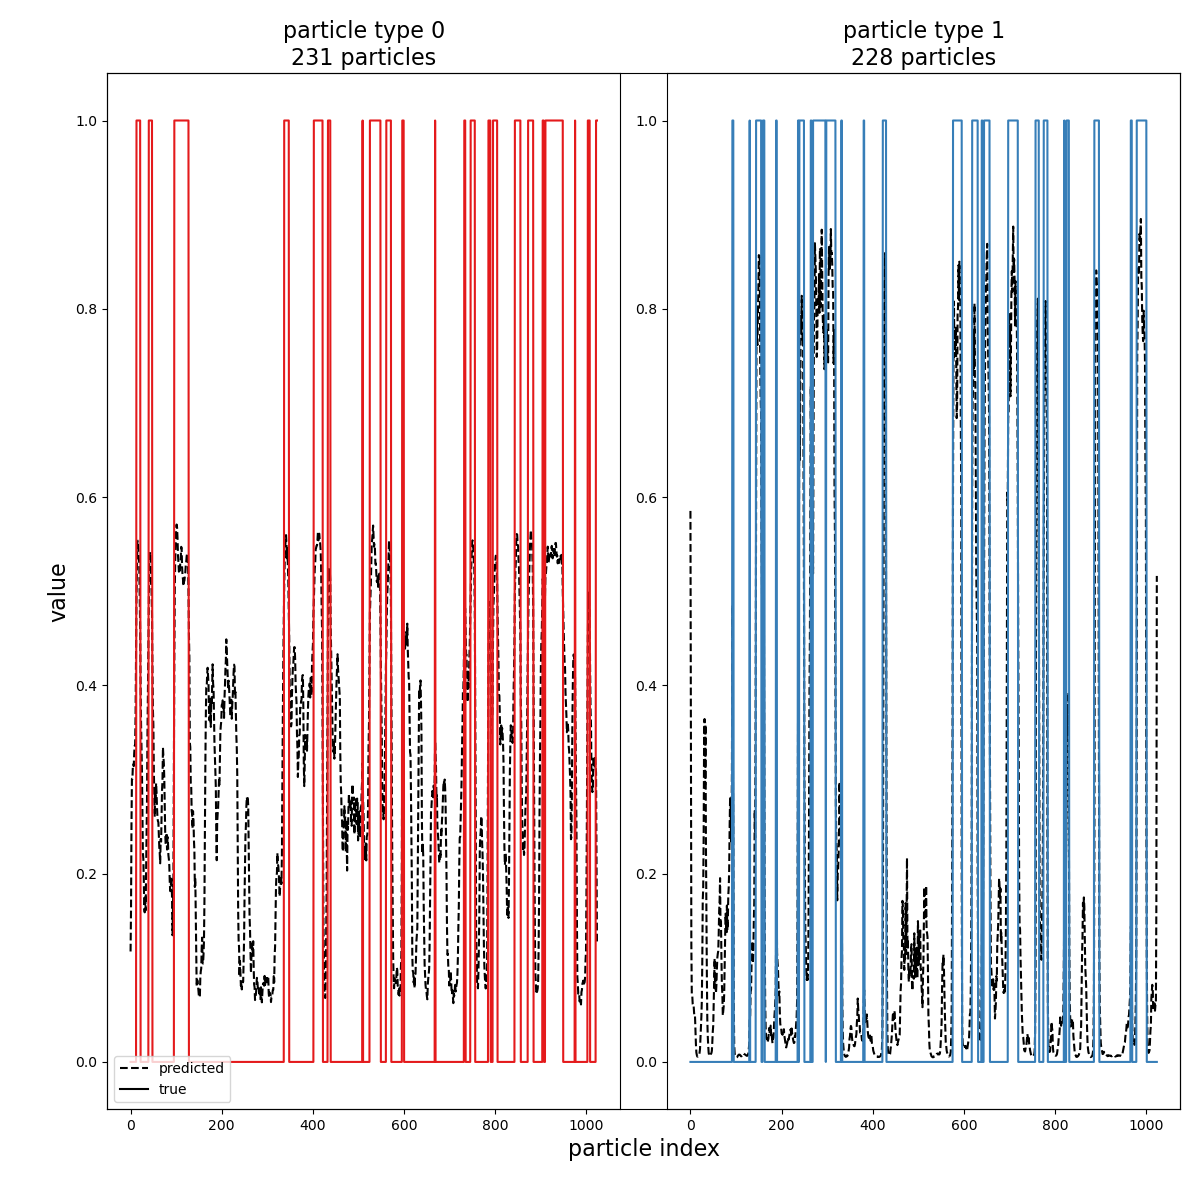 particle type 0
231 particles
particle type 1
228 particles
value
1.0
0.8
0.6
0.4
0.2
0.0
1.0
0.8
0.6
0.4
0.2
0.0
predicted
true
0 200 400 600 800 1000
0 200 400 600 800 1000
particle index